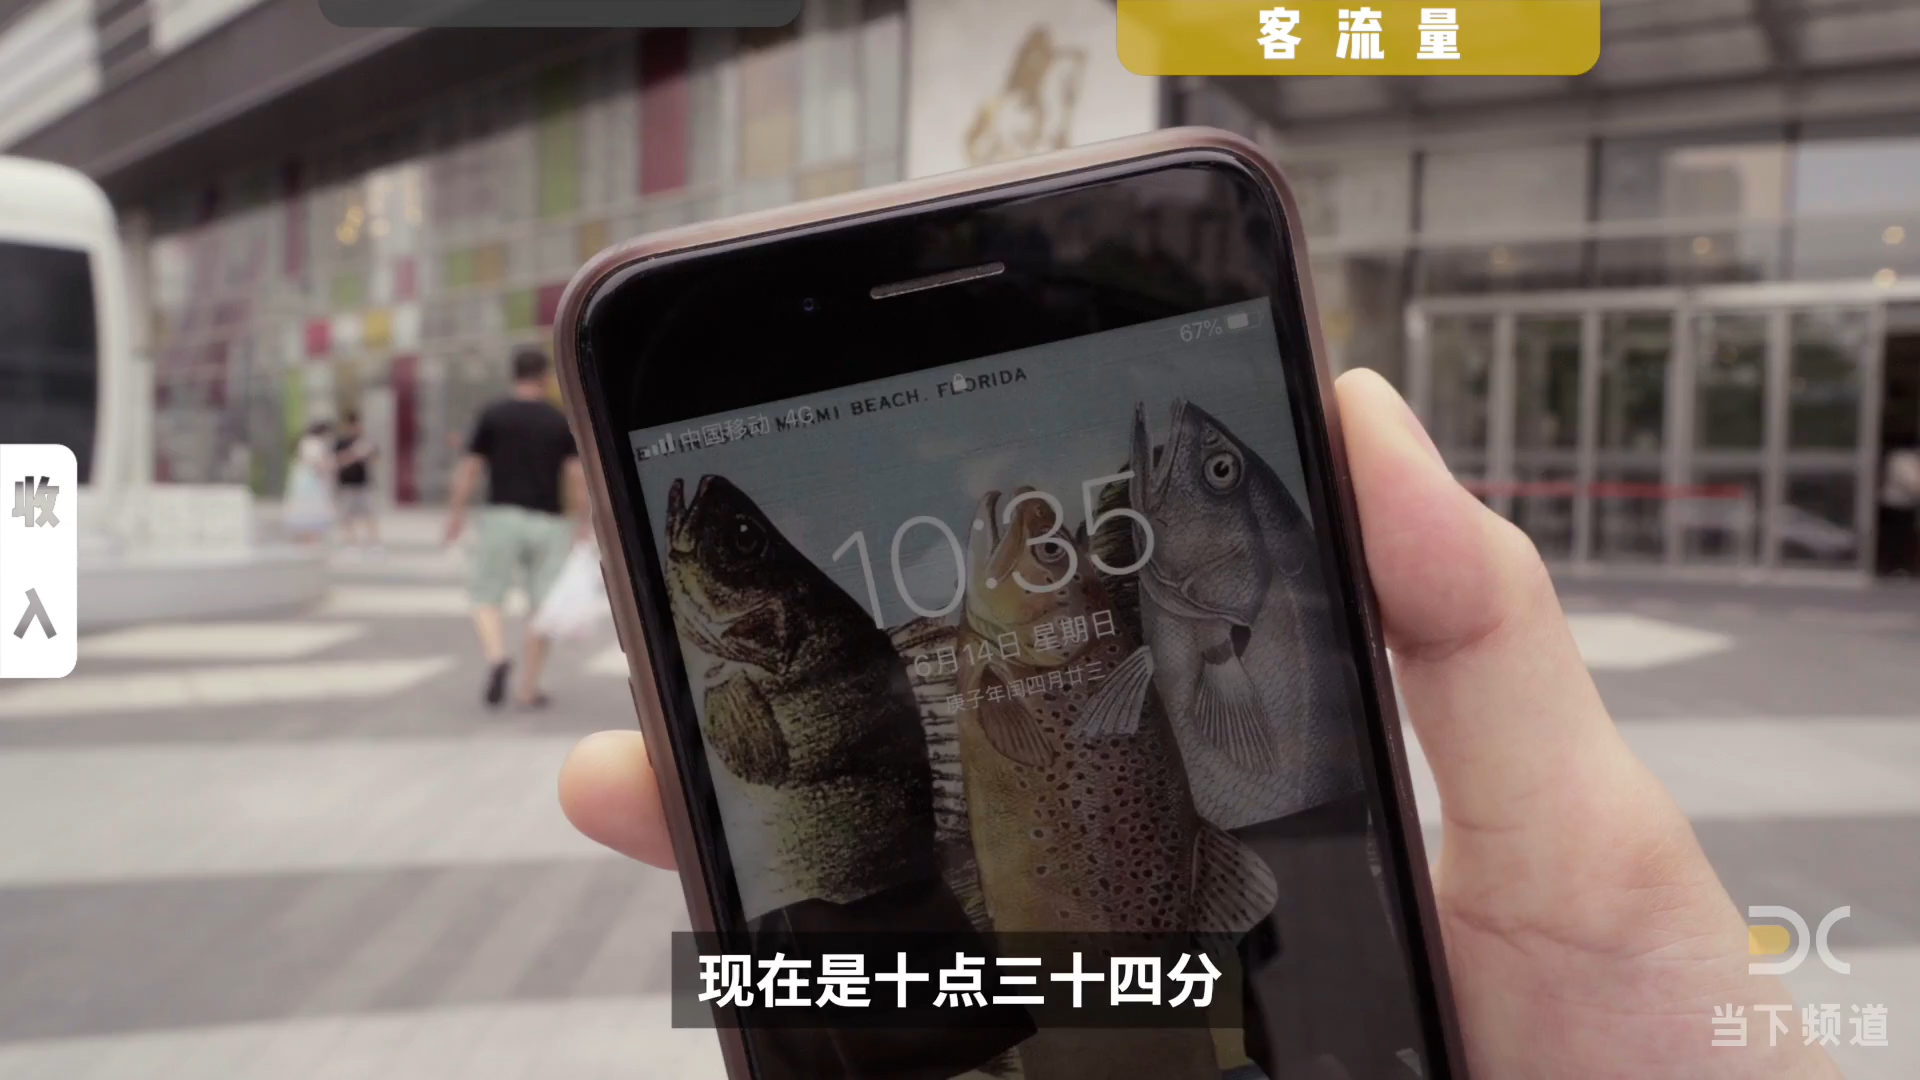 客流量
67%
中国移动 4G
MIAMI BEACH, FLORIDA
10:35
6月14日 星期日
庚子年闰四月廿三
收
入
现在是十点三十四分
DC
当下频道